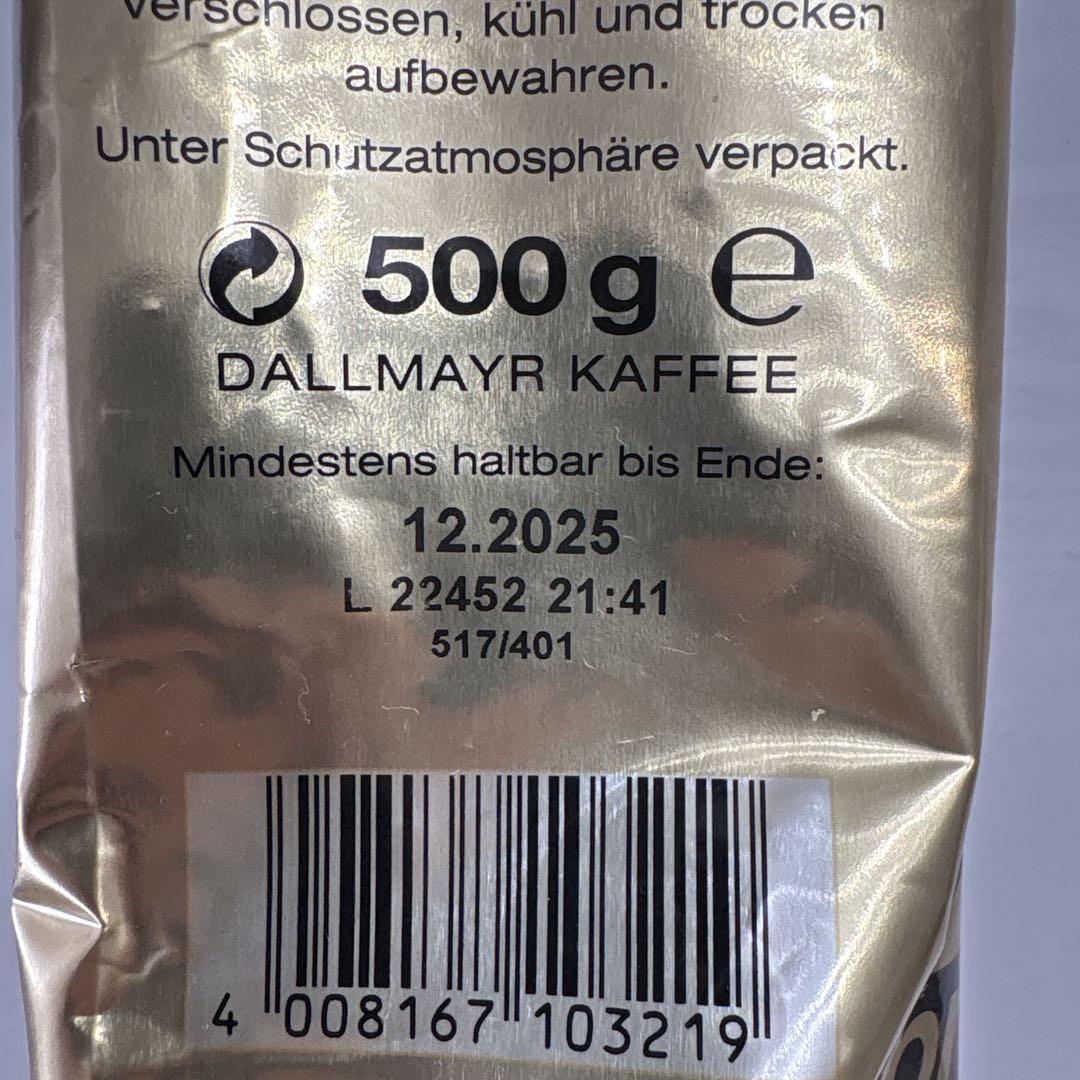 verschlossen, kühl und trocken
aufbewahren.
Unter Schutzatmosphäre verpackt.
500 g ℮
DALLMAYR KAFFEE
Mindestens haltbar bis Ende:
12.2025
L 22452 21:41
517/401
4 008167 103219